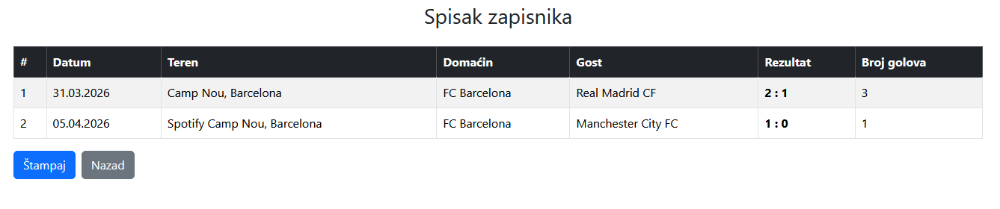 Spisak zapisnika
# Datum Teren Domaćin Gost Rezultat Broj golova
1 31.03.2026 Camp Nou, Barcelona FC Barcelona Real Madrid CF 2 : 1 3
2 05.04.2026 Spotify Camp Nou, Barcelona FC Barcelona Manchester City FC 1 : 0 1
Štampaj Nazad